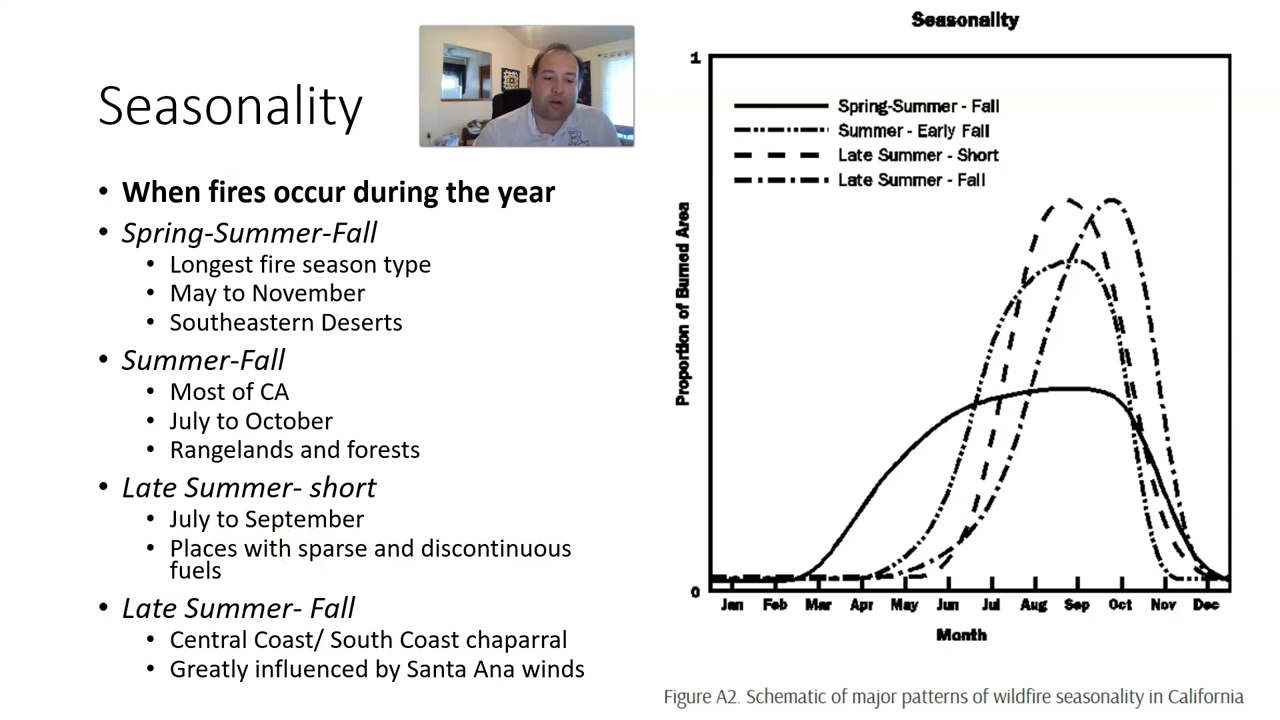 Seasonality
• When fires occur during the year
• Spring-Summer-Fall
• Longest fire season type
• May to November
• Southeastern Deserts
• Summer-Fall
• Most of CA
• July to October
• Rangelands and forests
• Late Summer- short
• July to September
• Places with sparse and discontinuous
fuels
• Late Summer- Fall
• Central Coast/ South Coast chaparral
• Greatly influenced by Santa Ana winds
Seasonality
1
Spring-Summer - Fall
Summer - Early Fall
Late Summer - Short
Late Summer - Fall
Proportion of Burned Area
0
Jan Feb Mar Apr May Jun Jul Aug Sep Oct Nov Dec
Month
Figure A2. Schematic of major patterns of wildfire seasonality in California